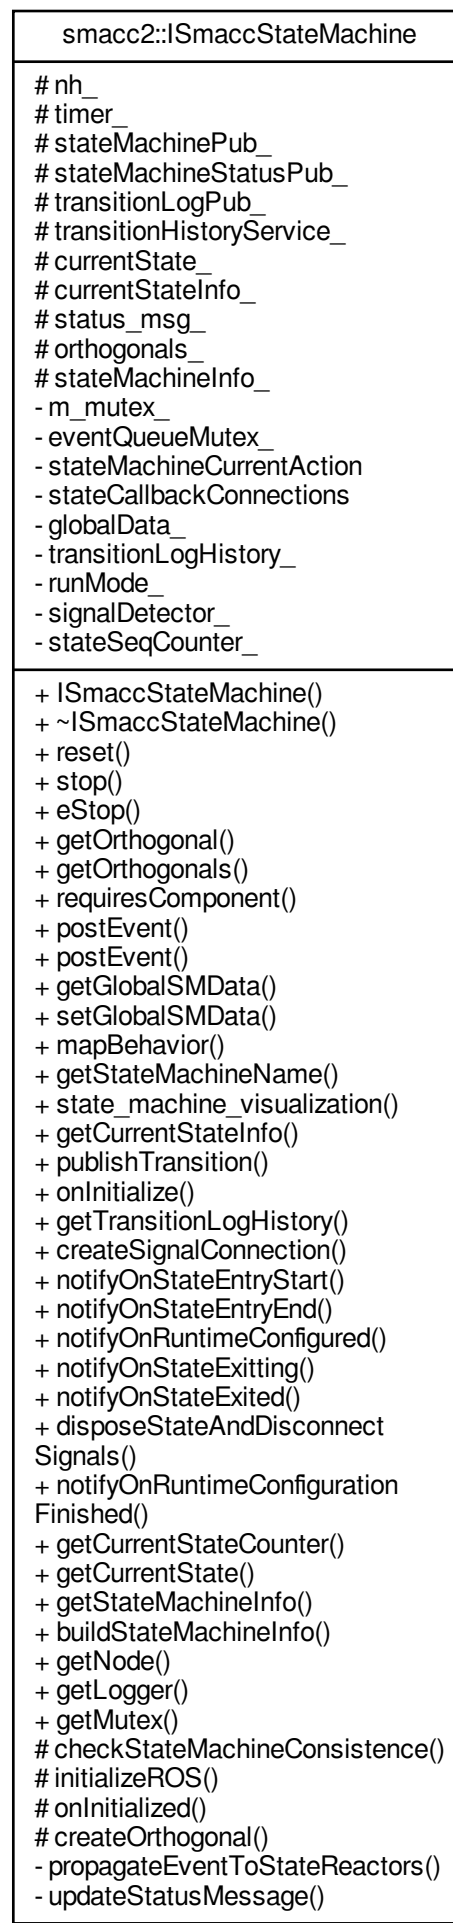 smacc2::ISmaccStateMachine
# nh_
# timer_
# stateMachinePub_
# stateMachineStatusPub_
# transitionLogPub_
# transitionHistoryService_
# currentState_
# currentStateInfo_
# status_msg_
# orthogonals_
# stateMachineInfo_
- m_mutex_
- eventQueueMutex_
- stateMachineCurrentAction
- stateCallbackConnections
- globalData_
- transitionLogHistory_
- runMode_
- signalDetector_
- stateSeqCounter_
+ ISmaccStateMachine()
+ ~ISmaccStateMachine()
+ reset()
+ stop()
+ eStop()
+ getOrthogonal()
+ getOrthogonals()
+ requiresComponent()
+ postEvent()
+ postEvent()
+ getGlobalSMData()
+ setGlobalSMData()
+ mapBehavior()
+ getStateMachineName()
+ state_machine_visualization()
+ getCurrentStateInfo()
+ publishTransition()
+ onInitialize()
+ getTransitionLogHistory()
+ createSignalConnection()
+ notifyOnStateEntryStart()
+ notifyOnStateEntryEnd()
+ notifyOnRuntimeConfigured()
+ notifyOnStateExitting()
+ notifyOnStateExited()
+ disposeStateAndDisconnect
Signals()
+ notifyOnRuntimeConfiguration
Finished()
+ getCurrentStateCounter()
+ getCurrentState()
+ getStateMachineInfo()
+ buildStateMachineInfo()
+ getNode()
+ getLogger()
+ getMutex()
# checkStateMachineConsistence()
# initializeROS()
# onInitialized()
# createOrthogonal()
- propagateEventToStateReactors()
- updateStatusMessage()